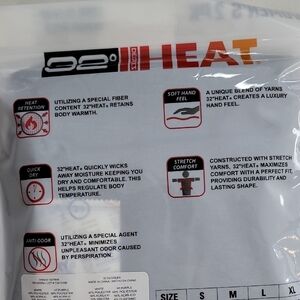 32° DEGREES HEAT
HEAT RETENTION
UTILIZING A SPECIAL FIBER
CONTENT 32°HEAT® RETAINS
BODY WARMTH.
SOFT HAND FEEL
A UNIQUE BLEND OF YARNS
32°HEAT® CREATES A LUXURY
HAND FEEL.
QUICK DRY
32°HEAT® QUICKLY WICKS
AWAY MOISTURE KEEPING YOU
DRY AND COMFORTABLE. THIS
HELPS REGULATE BODY
TEMPERATURE.
STRETCH COMFORT
CONSTRUCTED WITH STRETCH
YARNS, 32°HEAT® MAXIMIZES
COMFORT WITH A PERFECT FIT,
PROVIDING DURABILITY AND
LASTING SHAPE.
ANTI ODOR
UTILIZING A SPECIAL AGENT
32°HEAT® MINIMIZES
UNPLEASANT ODOR CAUSED
BY PERSPIRATION.
SIZE S M L XL